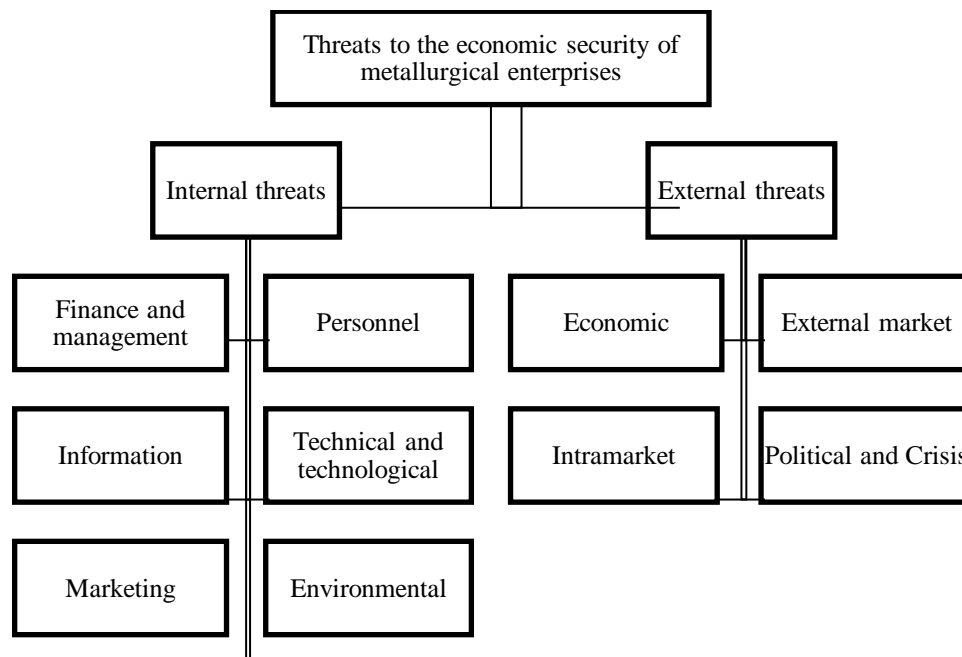 Threats to the economic security of
metallurgical enterprises
Internal threats
External threats
Finance and
management
Personnel
Economic
External market
Information
Technical and
technological
Intramarket
Political and Crisis
Marketing
Environmental